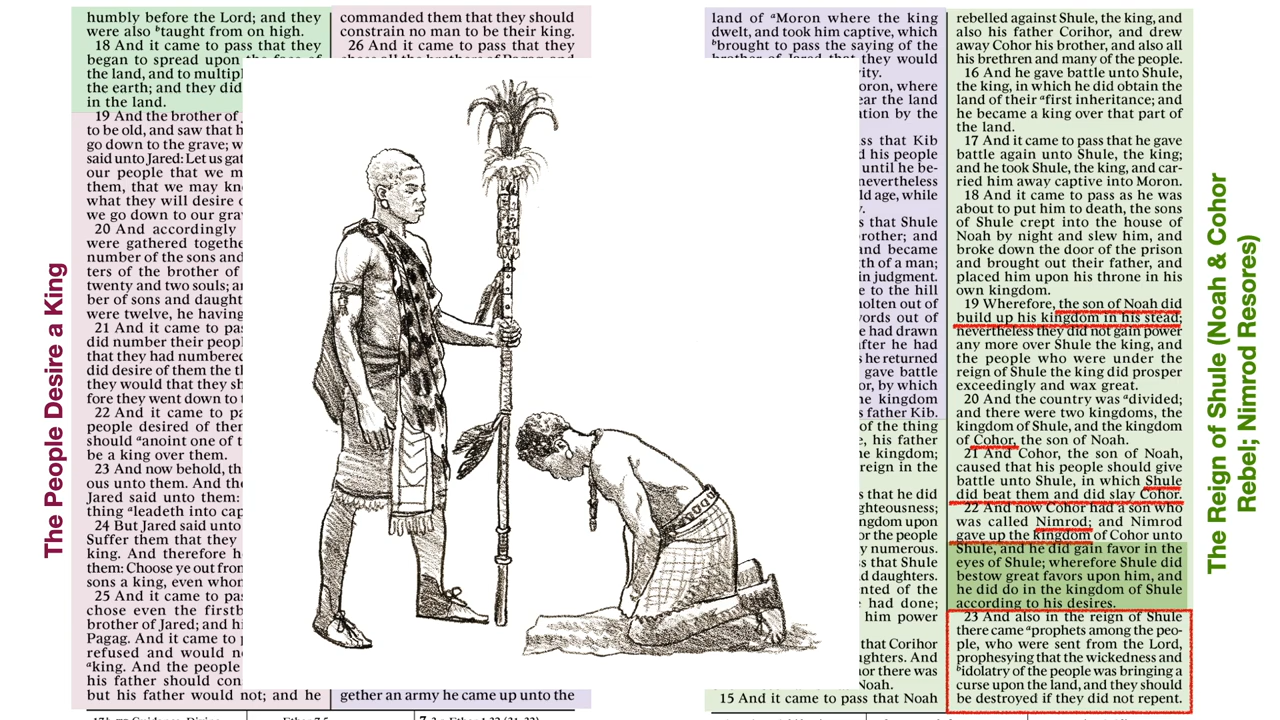 The People Desire a King
humbly before the Lord; and they
were also ᵇtaught from on high.
18 And it came to pass that they
began to spread upon the face of
the land, and to multipl
the earth; and they did
in the land.
19 And the brother of
to be old, and saw that h
go down to the grave; w
said unto Jared: Let us gat
our people that we m
them, that we may kn
what they will desire
we go down to our gra
20 And accordingly
were gathered togethe
number of the sons and
ters of the brother of
twenty and two souls; a
ber of sons and daught
were twelve, he having
21 And it came to pa
did number their peopl
that they had numbered
did desire of them the t
they would that they sh
fore they went down to t
22 And it came to pa
people desired of ther
should ᵃanoint one of t
be a king over them.
23 And now behold, th
ous unto them. And the
Jared said unto them:
thing ᵃleadeth into cap
24 But Jared said unto
Suffer them that they
king. And therefore h
them: Choose ye out from
sons a king, even whor
25 And it came to pa
chose even the firstb
brother of Jared; and hi
Pagag. And it came to
refused and would n
ᵃking. And the people
his father should con
but his father would not; and he
commanded them that they should
constrain no man to be their king.
26 And it came to pass that they
gether an army he came up unto the
land of ᵃMoron where the king
dwelt, and took him captive, which
ᵇbrought to pass the saying of the
brother of Jared that they would
ity.
oron, where
ear the land
ation by the
ss that Kib
d his people
until he be-
nevertheless
ld age, while
s that Shule
rother; and
and became
th of a man;
in judgment.
e to the hill
olten out of
ords out of
e had drawn
fter he had
s he returned
gave battle
or, by which
he kingdom
s father Kib.
of the thing
e, his father
he kingdom;
reign in the
s that he did
ghteousness;
ngdom upon
or the people
y numerous.
s that Shule
d daughters.
nted of the
had done;
him power
that Corihor
ghters. And
or there was
Noah.
15 And it came to pass that Noah
rebelled against Shule, the king, and
also his father Corihor, and drew
away Cohor his brother, and also all
his brethren and many of the people.
16 And he gave battle unto Shule,
the king, in which he did obtain the
land of their ᵃfirst inheritance; and
he became a king over that part of
the land.
17 And it came to pass that he gave
battle again unto Shule, the king;
and he took Shule, the king, and car-
ried him away captive into Moron.
18 And it came to pass as he was
about to put him to death, the sons
of Shule crept into the house of
Noah by night and slew him, and
broke down the door of the prison
and brought out their father, and
placed him upon his throne in his
own kingdom.
19 Wherefore, the son of Noah did
build up his kingdom in his stead;
nevertheless they did not gain power
any more over Shule the king, and
the people who were under the
reign of Shule the king did prosper
exceedingly and wax great.
20 And the country was ᵃdivided;
and there were two kingdoms, the
kingdom of Shule, and the kingdom
of Cohor, the son of Noah.
21 And Cohor, the son of Noah,
caused that his people should give
battle unto Shule, in which Shule
did beat them and did slay Cohor.
22 And now Cohor had a son who
was called Nimrod; and Nimrod
gave up the kingdom of Cohor unto
Shule, and he did gain favor in the
eyes of Shule; wherefore Shule did
bestow great favors upon him, and
he did do in the kingdom of Shule
according to his desires.
23 And also in the reign of Shule
there came ᵃprophets among the peo-
ple, who were sent from the Lord,
prophesying that the wickedness and
ᵇidolatry of the people was bringing a
curse upon the land, and they should
be destroyed if they did not repent.
The Reign of Shule (Noah & Cohor
Rebel; Nimrod Resores)